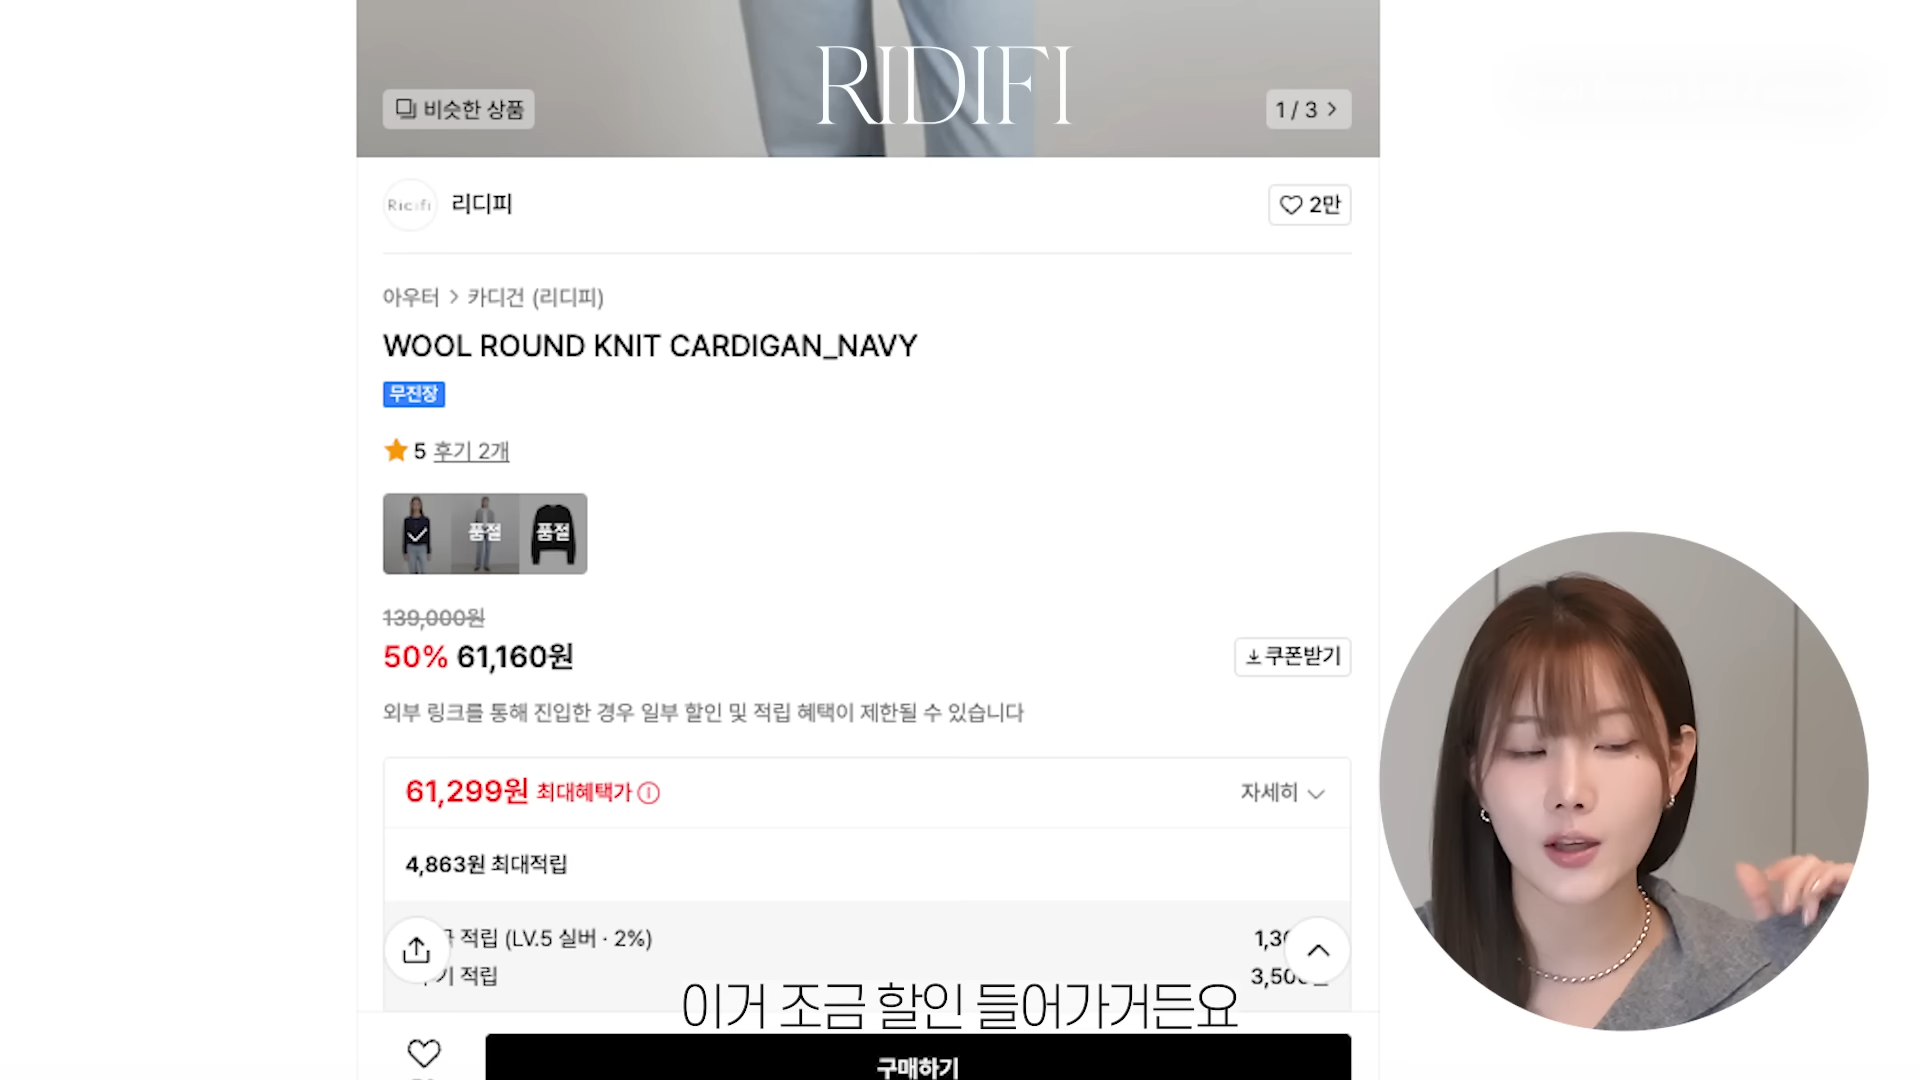 RIDIFI
비슷한 상품
1 / 3
리디피
2만
아우터 > 카디건 (리디피)
WOOL ROUND KNIT CARDIGAN_NAVY
무진장
5 후기 2개
품절 품절
139,000원
50% 61,160원
쿠폰받기
외부 링크를 통해 진입한 경우 일부 할인 및 적립 혜택이 제한될 수 있습니다
61,299원 최대혜택가
자세히
4,863원 최대적립
적립 (LV.5 실버 · 2%)
적립
이거 조금 할인 들어가거든요
구매하기